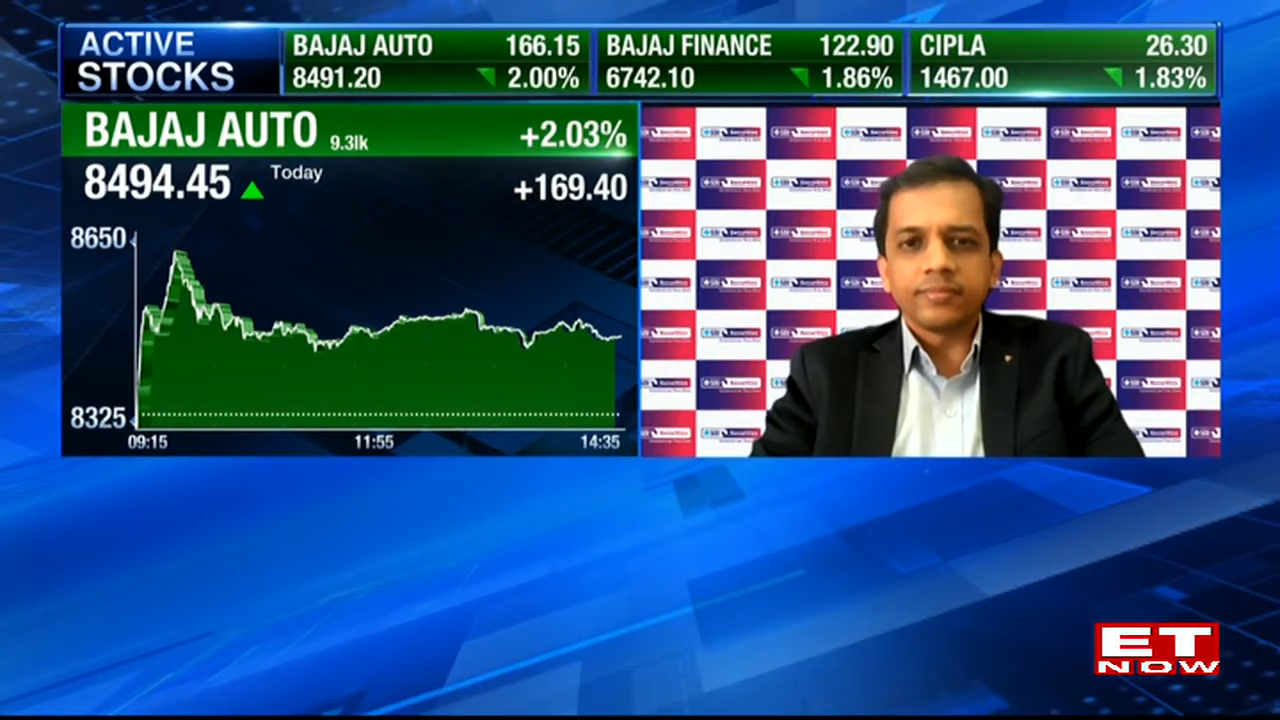 ACTIVE
STOCKS
BAJAJ AUTO 166.15
8491.20 2.00%
BAJAJ FINANCE 122.90
6742.10 1.86%
CIPLA 26.30
1467.00 1.83%
BAJAJ AUTO 9.3lk +2.03%
8494.45 Today +169.40
8650
8325
09:15 11:55 14:35
SBI Securities
ET
NOW